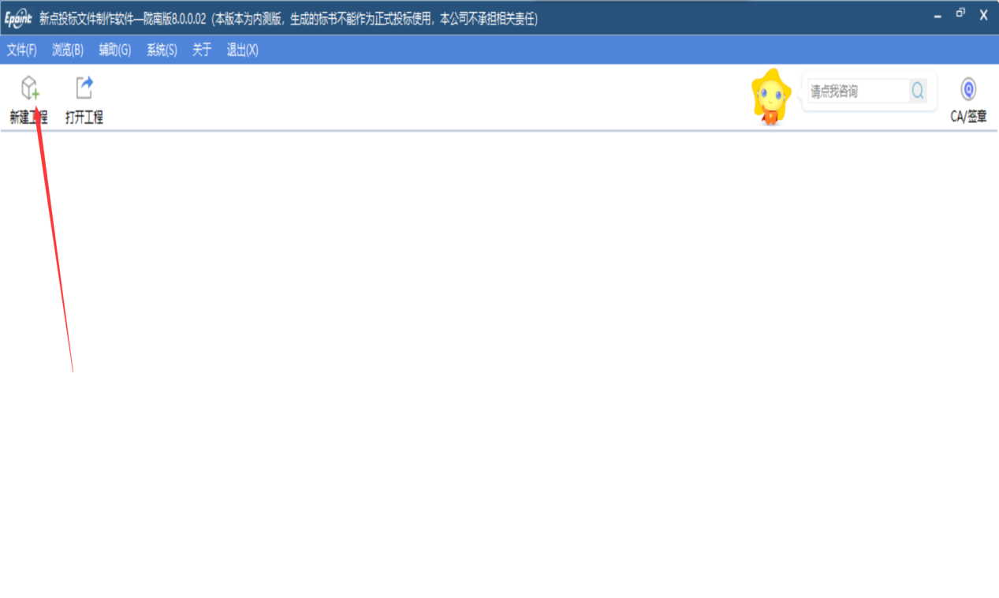 Epoint 新点投标文件制作软件—陇南版8.0.0.02（本版本为内测版，生成的标书不能作为正式投标使用，本公司不承担相关责任）
文件(F) 浏览(B) 辅助(G) 系统(S) 关于 退出(X)
请点我咨询
新建工程 打开工程 CA/签章